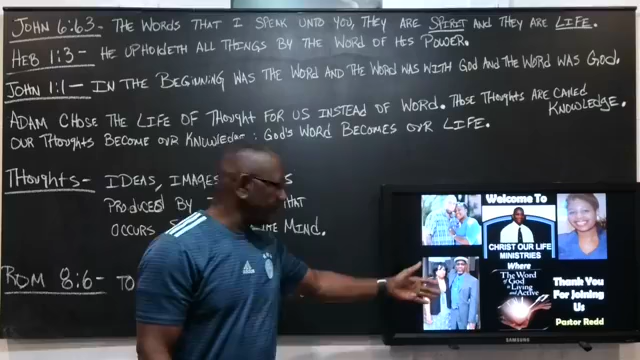 JOHN 6:63 - THE WORDS THAT I SPEAK UNTO YOU, THEY ARE SPIRIT AND THEY ARE LIFE.
HEB 1:3 - HE UPHOLDETH ALL THINGS BY THE WORD OF HIS POWER.
JOHN 1:1 - IN THE BEGINNING WAS THE WORD AND THE WORD WAS WITH GOD AND THE WORD WAS GOD.
ADAM CHOSE THE LIFE OF THOUGHT FOR US INSTEAD OF WORD. THOSE THOUGHTS ARE CALLED
KNOWLEDGE.
OUR THOUGHTS BECOME OUR KNOWLEDGE: GOD'S WORD BECOMES OUR LIFE.
THOUGHTS - IDEAS, IMAGES
PRODUCED BY
OCCURS MIND.
ROM 8:6 - TO
adidas
Welcome To
CHRIST OUR LIFE
MINISTRIES
Where
The Word
of God
is Living
and Active
Thank You
For Joining
Us
Pastor Redd
SAMSUNG